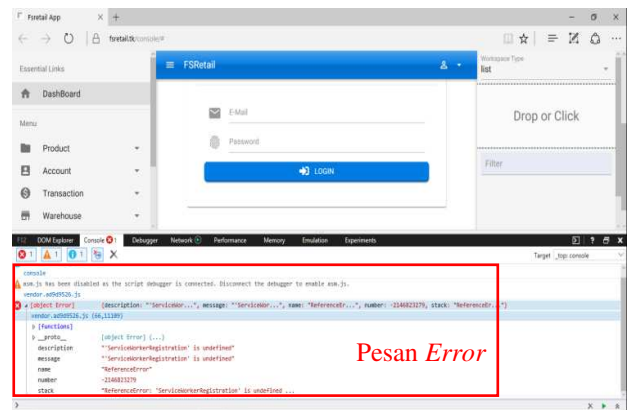 Fsretail App
fsretail.tk/console/#
Essential Links
DashBoard
Menu
Product
Account
Transaction
Warehouse
FSRetail
E-Mail
Password
LOGIN
Workspace Type
list
Drop or Click
Filter
F12 DOM Explorer Console 1 Debugger Network Performance Memory Emulation Experiments
1 1 1 Target _top: console
console
asm.js has been disabled as the script debugger is connected. Disconnect the debugger to enable asm.js.
vendor.ad9d9526.js
[object Error] {description: "'ServiceWor...", message: "'ServiceWor...", name: "ReferenceEr...", number: -2146823279, stack: "ReferenceEr..."}
vendor.ad9d9526.js (66,11189)
[functions]
__proto__ [object Error] {...}
description "'ServiceWorkerRegistration' is undefined"
message "'ServiceWorkerRegistration' is undefined"
name "ReferenceError"
number -2146823279
stack "ReferenceError: 'ServiceWorkerRegistration' is undefined ...
Pesan Error